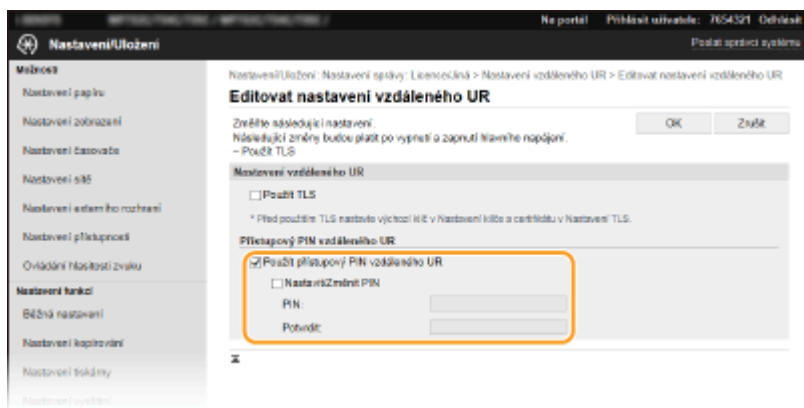 Na portál Přihlásit uživatele: 7654321 Odhlásit
Nastavení/Uložení
Poslat správci systému
Možnosti
Nastavení papíru
Nastavení zobrazení
Nastavení časovače
Nastavení sítě
Nastavení externího rozhraní
Nastavení přístupnosti
Ovládání hlasitosti zvuku
Nastavení funkcí
Běžná nastavení
Nastavení kopírování
Nastavení tiskárny
Nastavení/Uložení: Nastavení správy: Licence/Jiná > Nastavení vzdáleného UR > Editovat nastavení vzdáleného UR
Editovat nastavení vzdáleného UR
Změňte následující nastavení.
Následující změny budou platit po vypnutí a zapnutí hlavního napájení.
– Použít TLS
OK
Zrušit
Nastavení vzdáleného UR
Použít TLS
* Před použitím TLS nastavte výchozí klíč v Nastavení klíče a certifikátu v Nastavení TLS.
Přístupový PIN vzdáleného UR
Použít přístupový PIN vzdáleného UR
Nastavit/Změnit PIN
PIN:
Potvrdit: